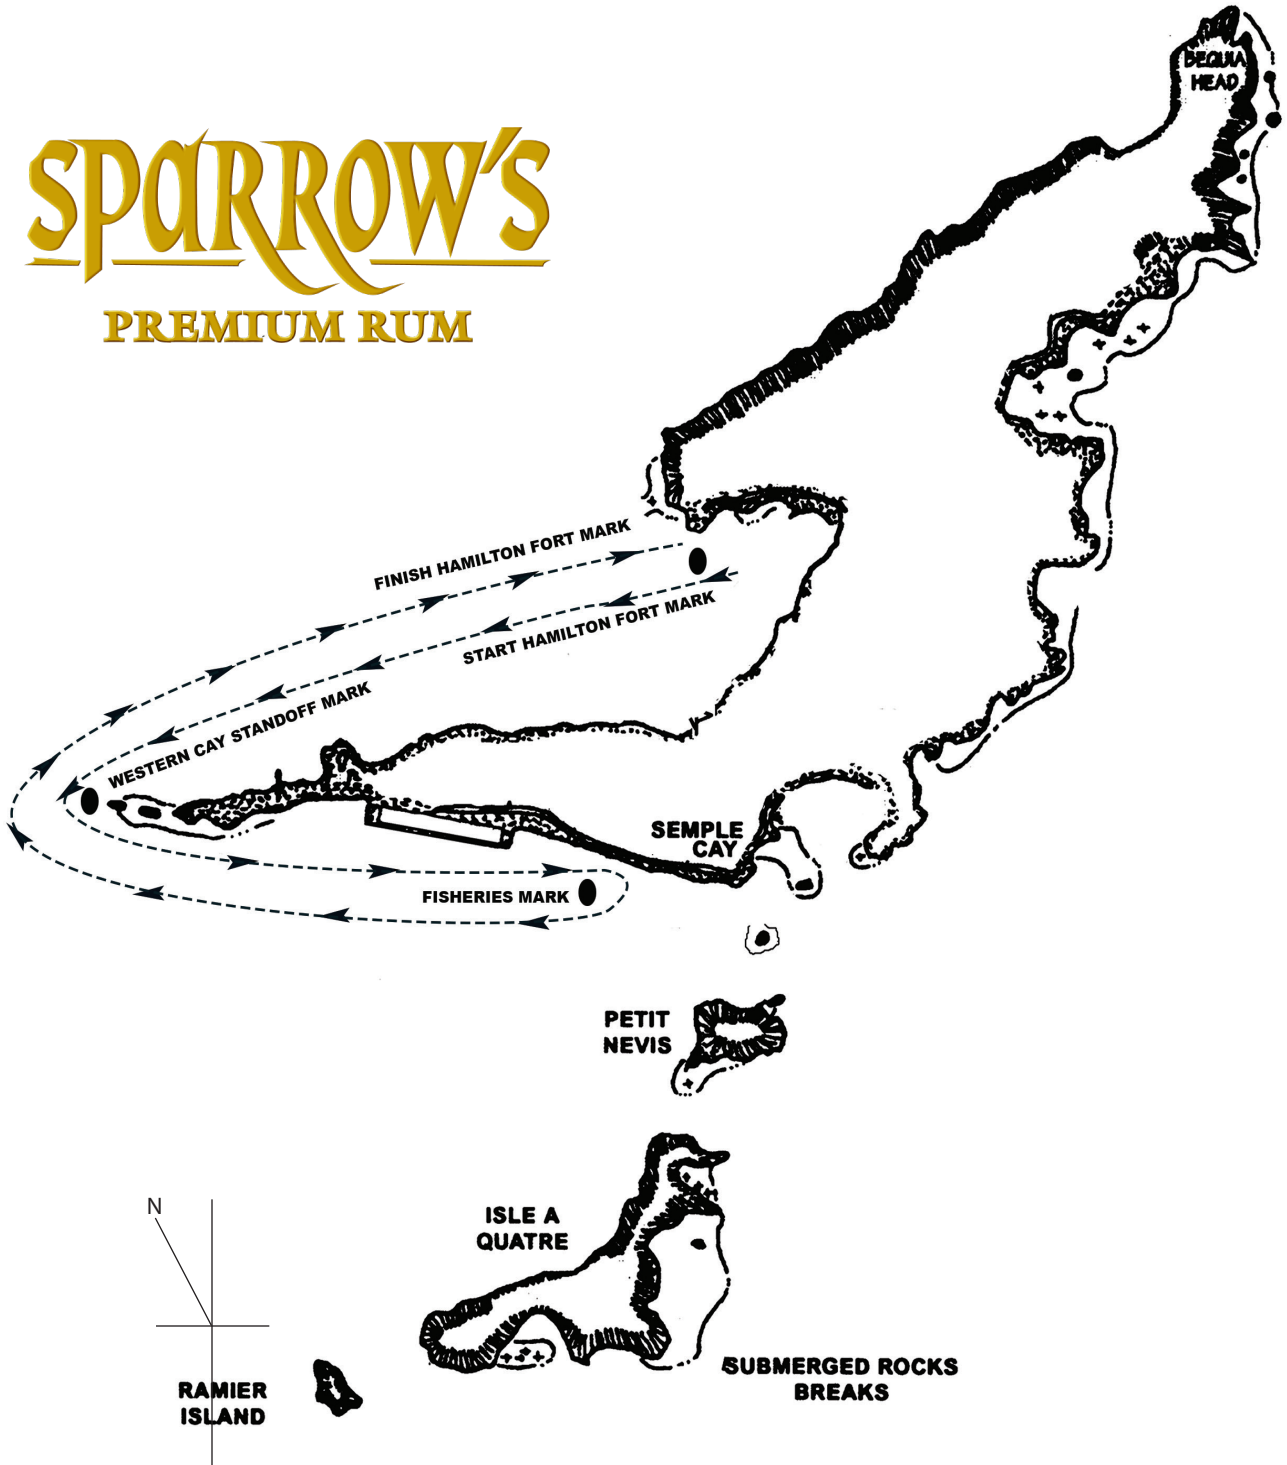 BEQUIA
HEAD
SPARROW'S
PREMIUM RUM
FINISH HAMILTON FORT MARK
START HAMILTON FORT MARK
WESTERN CAY STANDOFF MARK
SEMPLE
CAY
FISHERIES MARK
PETIT
NEVIS
ISLE A
QUATRE
N
SUBMERGED ROCKS
BREAKS
RAMIER
ISLAND